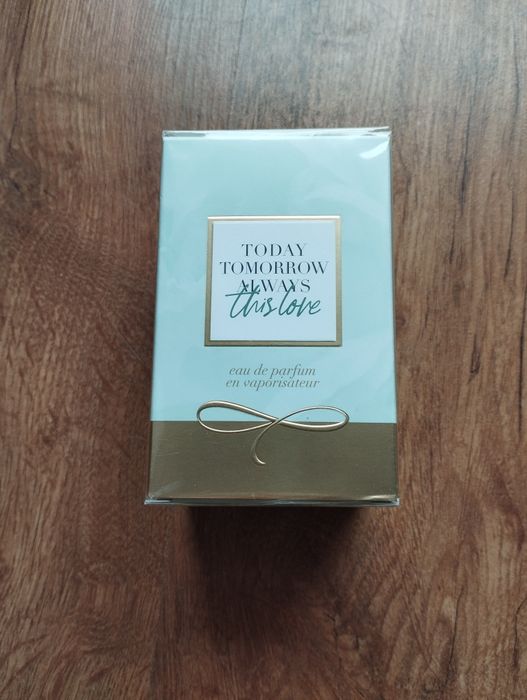 TODAY
TOMORROW
ALWAYS
this love
eau de parfum
en vaporisateur